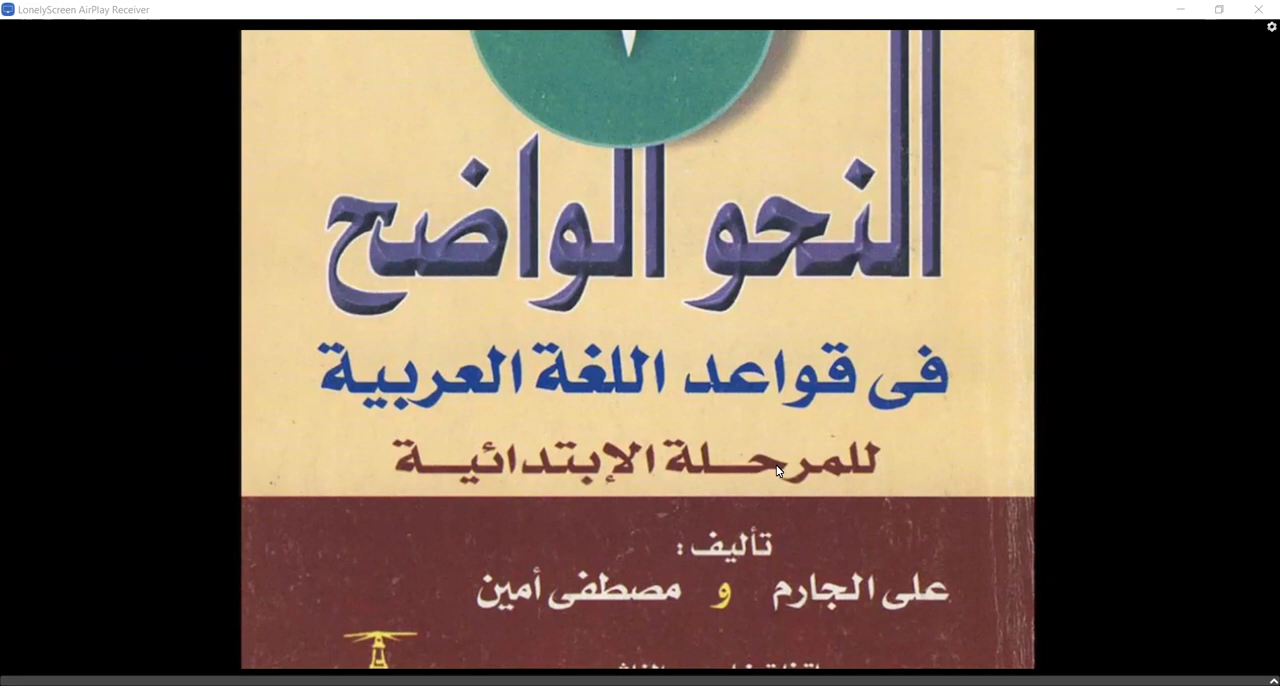 LonelyScreen AirPlay Receiver
النحو الواضح
فى قواعد اللغة العربية
للمرحلة الإبتدائية
تأليف:
على الجارم و مصطفى أمين